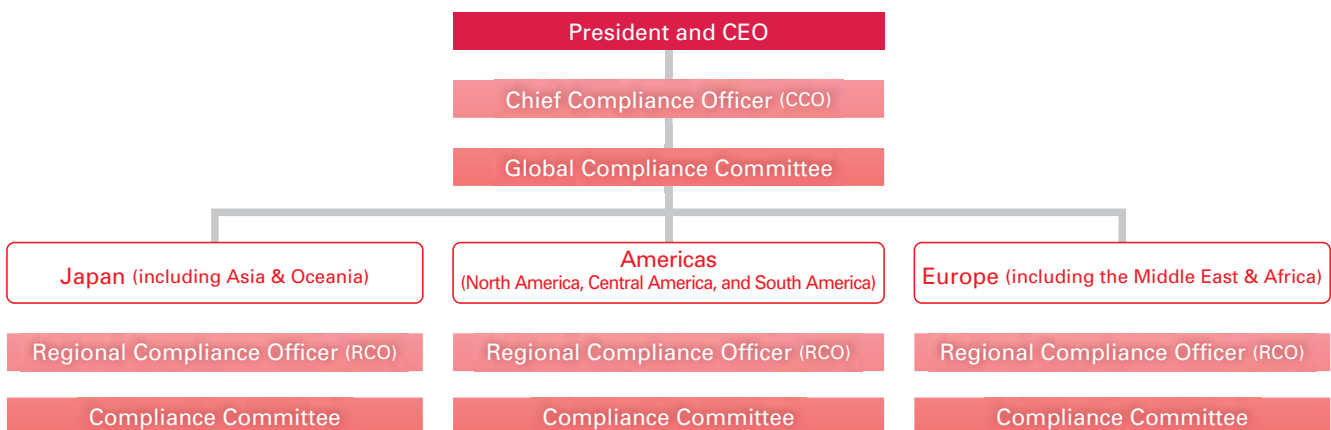 President and CEO
Chief Compliance Officer (CCO)
Global Compliance Committee
Japan (including Asia & Oceania)
Americas
(North America, Central America, and South America)
Europe (including the Middle East & Africa)
Regional Compliance Officer (RCO)
Regional Compliance Officer (RCO)
Regional Compliance Officer (RCO)
Compliance Committee
Compliance Committee
Compliance Committee